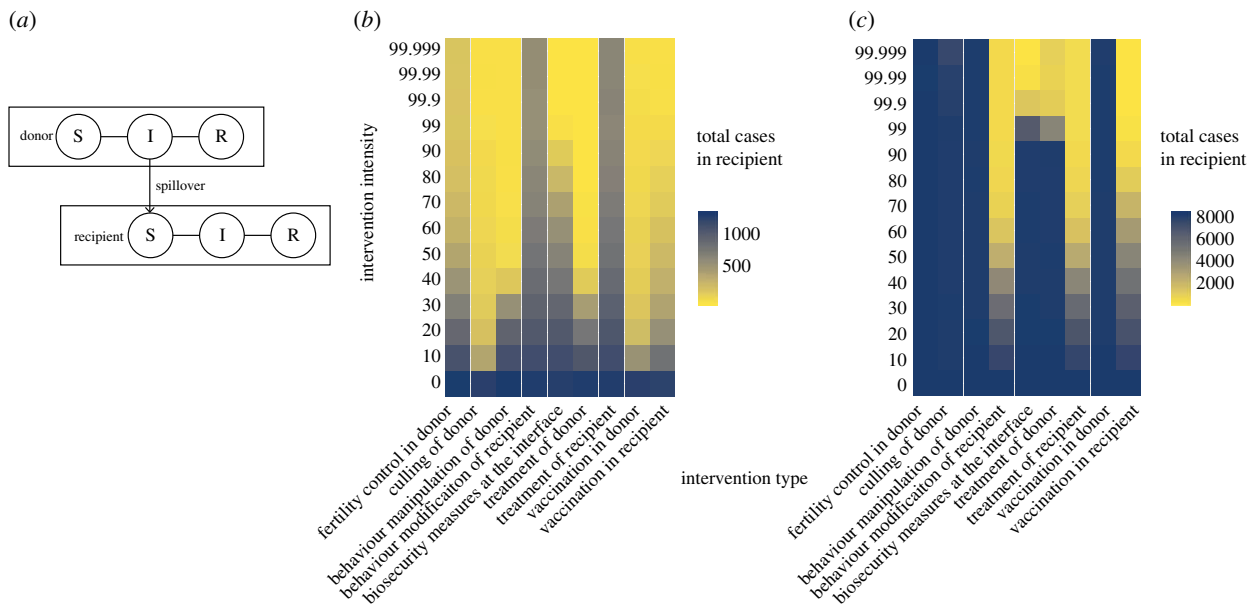 (a)
donor
S
I
R
spillover
recipient
S
I
R
(b)
intervention intensity
99.999
99.99
99.9
99
90
80
70
60
50
40
30
20
10
0
fertility control in donor
culling of donor
behaviour manipulation of donor
behaviour modificaiton of recipient
biosecurity measures at the interface
treatment of donor
treatment of recipient
vaccination in donor
vaccination in recipient
total cases
in recipient
1000
500
intervention type
(c)
99.999
99.99
99.9
99
90
80
70
60
50
40
30
20
10
0
fertility control in donor
culling of donor
behaviour manipulation of donor
behaviour modificaiton of recipient
biosecurity measures at the interface
treatment of donor
treatment of recipient
vaccination in donor
vaccination in recipient
total cases
in recipient
8000
6000
4000
2000